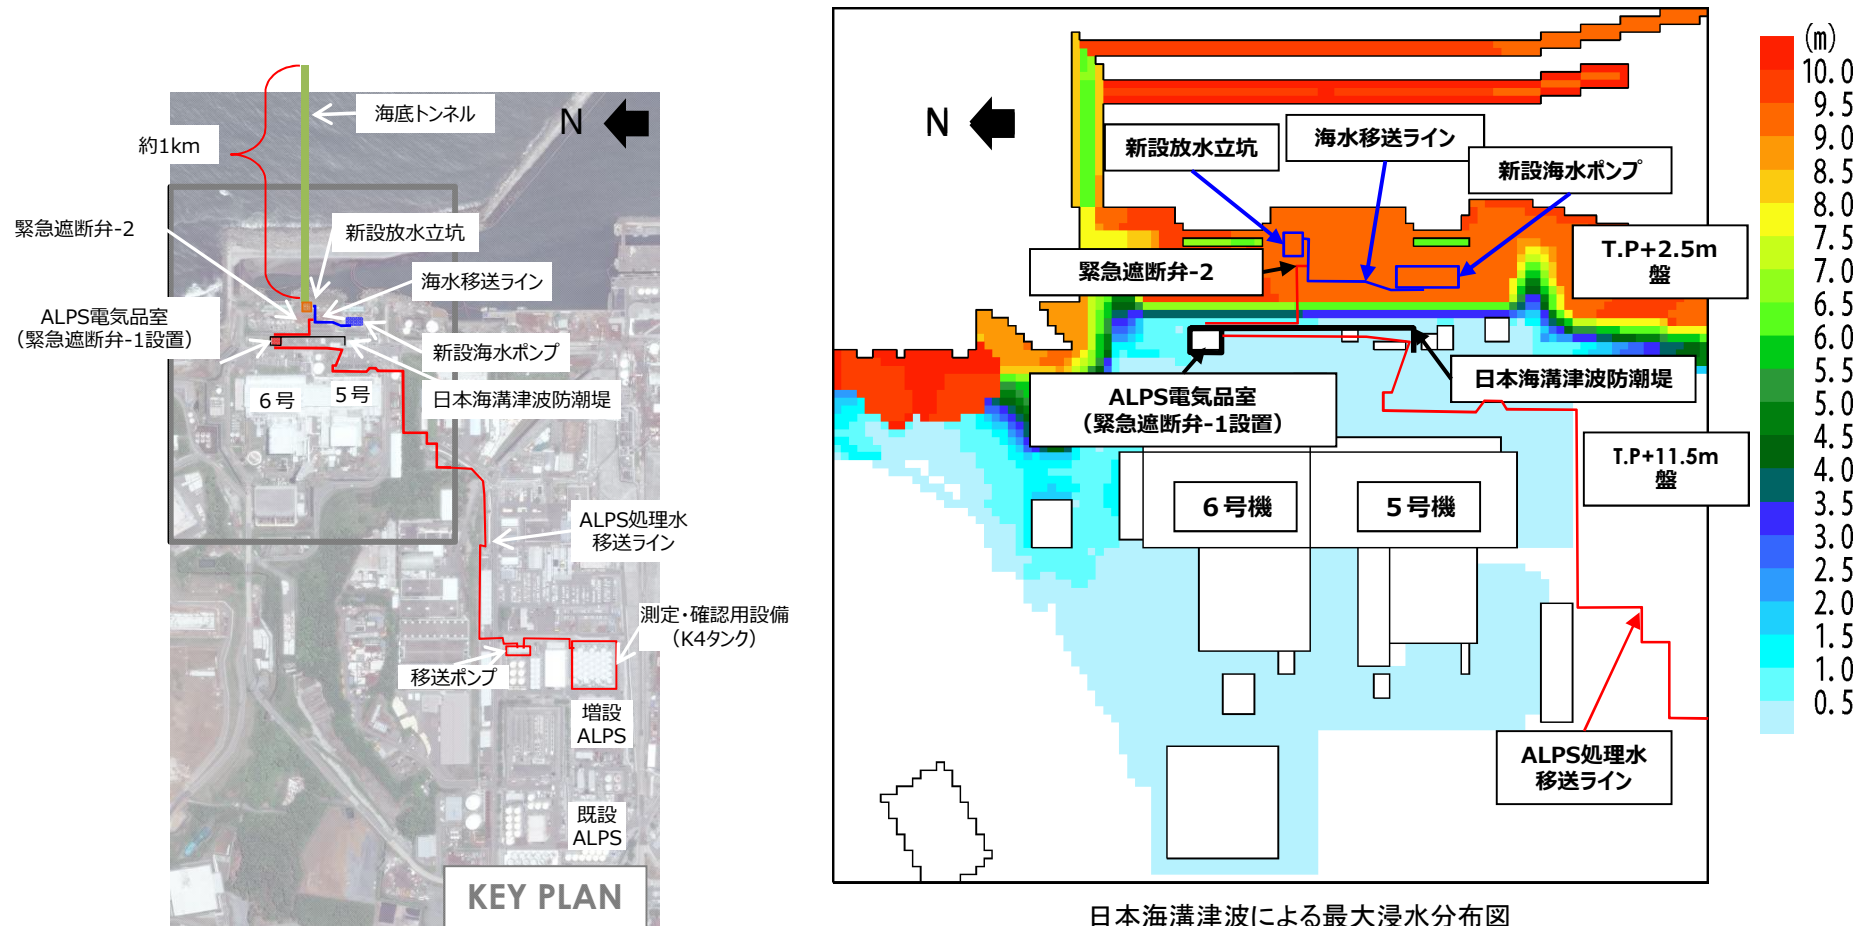 海底トンネル
N
約1km
緊急遮断弁-2
新設放水立坑
海水移送ライン
ALPS電気品室
（緊急遮断弁-1設置）
新設海水ポンプ
6号
5号
日本海溝津波防潮堤
ALPS処理水
移送ライン
測定・確認用設備
（K4タンク）
移送ポンプ
増設
ALPS
既設
ALPS
KEY PLAN
N
新設放水立坑
海水移送ライン
新設海水ポンプ
緊急遮断弁-2
T.P+2.5m
盤
ALPS電気品室
（緊急遮断弁-1設置）
日本海溝津波防潮堤
T.P+11.5m
盤
6号機
5号機
ALPS処理水
移送ライン
(m)
10.0
9.5
9.0
8.5
8.0
7.5
7.0
6.5
6.0
5.5
5.0
4.5
4.0
3.5
3.0
2.5
2.0
1.5
1.0
0.5
日本海溝津波による最大浸水分布図